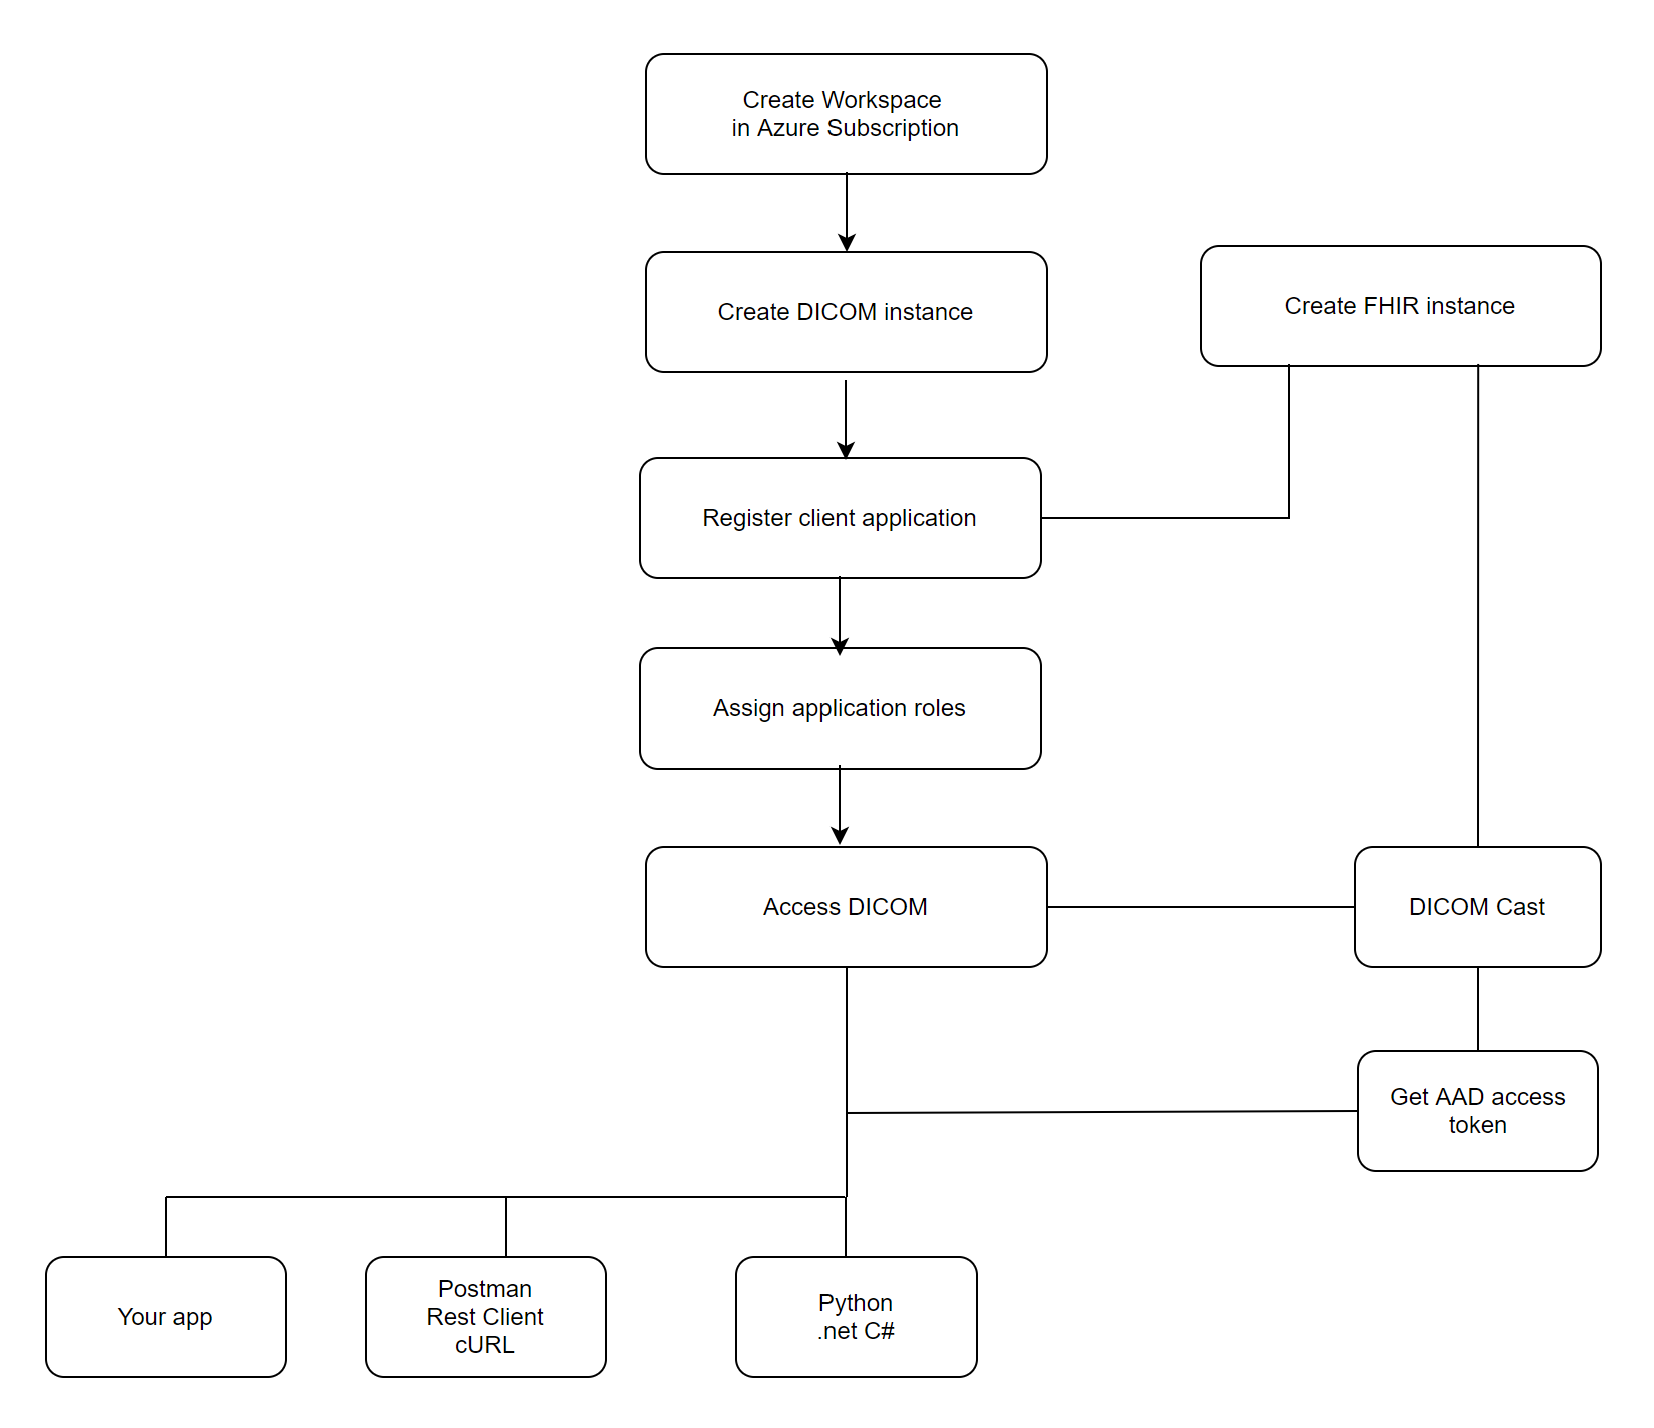 Create Workspace
in Azure Subscription
Create DICOM instance
Create FHIR instance
Register client application
Assign application roles
Access DICOM
DICOM Cast
Get AAD access
token
Your app
Postman
Rest Client
cURL
Python
.net C#